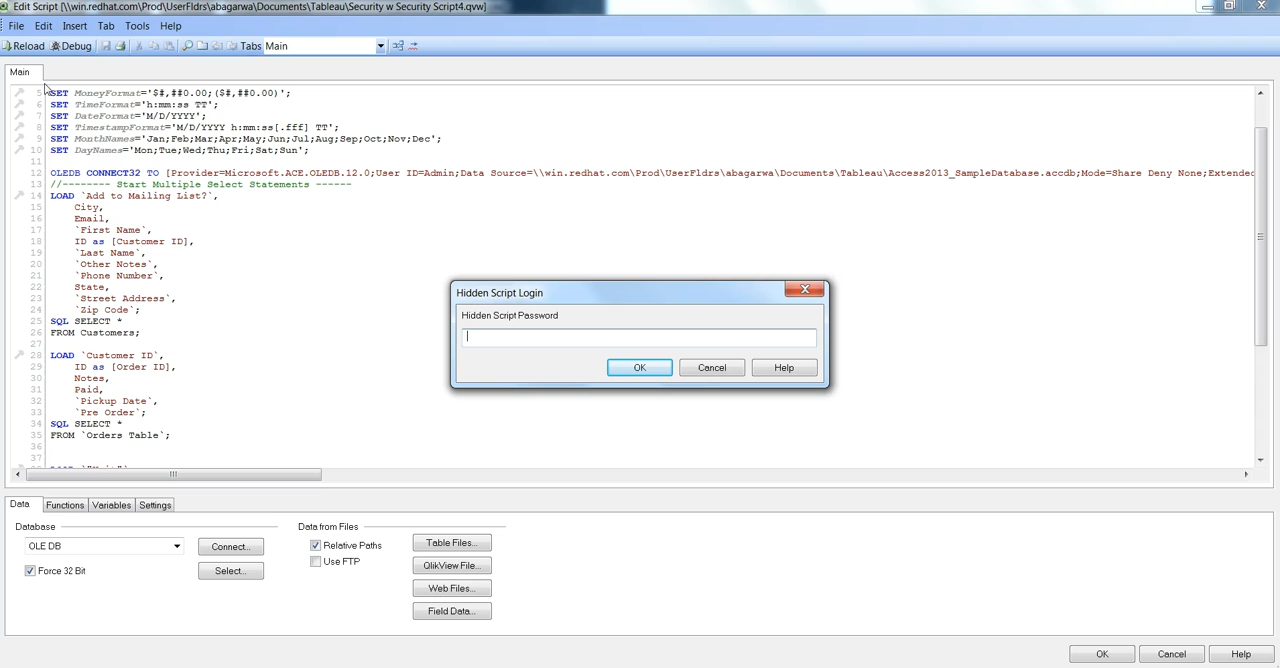 Edit Script [\\win.redhat.com\Prod\UserFldrs\abagarwa\Documents\Tableau\Security w Security Script4.qvw]
File Edit Insert Tab Tools Help
Reload Debug Tabs Main
Main
5 SET MoneyFormat='$#,##0.00;($#,##0.00)';
6 SET TimeFormat='h:mm:ss TT';
7 SET DateFormat='M/D/YYYY';
8 SET TimestampFormat='M/D/YYYY h:mm:ss[.fff] TT';
9 SET MonthNames='Jan;Feb;Mar;Apr;May;Jun;Jul;Aug;Sep;Oct;Nov;Dec';
10 SET DayNames='Mon;Tue;Wed;Thu;Fri;Sat;Sun';
11
12 OLEDB CONNECT32 TO [Provider=Microsoft.ACE.OLEDB.12.0;User ID=Admin;Data Source=\\win.redhat.com\Prod\UserFldrs\abagarwa\Documents\Tableau\Access2013_SampleDatabase.accdb;Mode=Share Deny None;Extended
13 //-------- Start Multiple Select Statements ------
14 LOAD `Add to Mailing List?`,
15 City,
16 Email,
17 `First Name`,
18 ID as [Customer ID],
19 `Last Name`,
20 `Other Notes`,
21 `Phone Number`,
22 State,
23 `Street Address`,
24 `Zip Code`;
25 SQL SELECT *
26 FROM Customers;
27
28 LOAD `Customer ID`,
29 ID as [Order ID],
30 Notes,
31 Paid,
32 `Pickup Date`,
33 `Pre Order`;
34 SQL SELECT *
35 FROM `Orders Table`;
36
37
Hidden Script Login
Hidden Script Password
OK Cancel Help
Data Functions Variables Settings
Database
OLE DB
Connect...
Force 32 Bit
Select...
Data from Files
Relative Paths
Use FTP
Table Files...
QlikView File...
Web Files...
Field Data...
OK Cancel Help